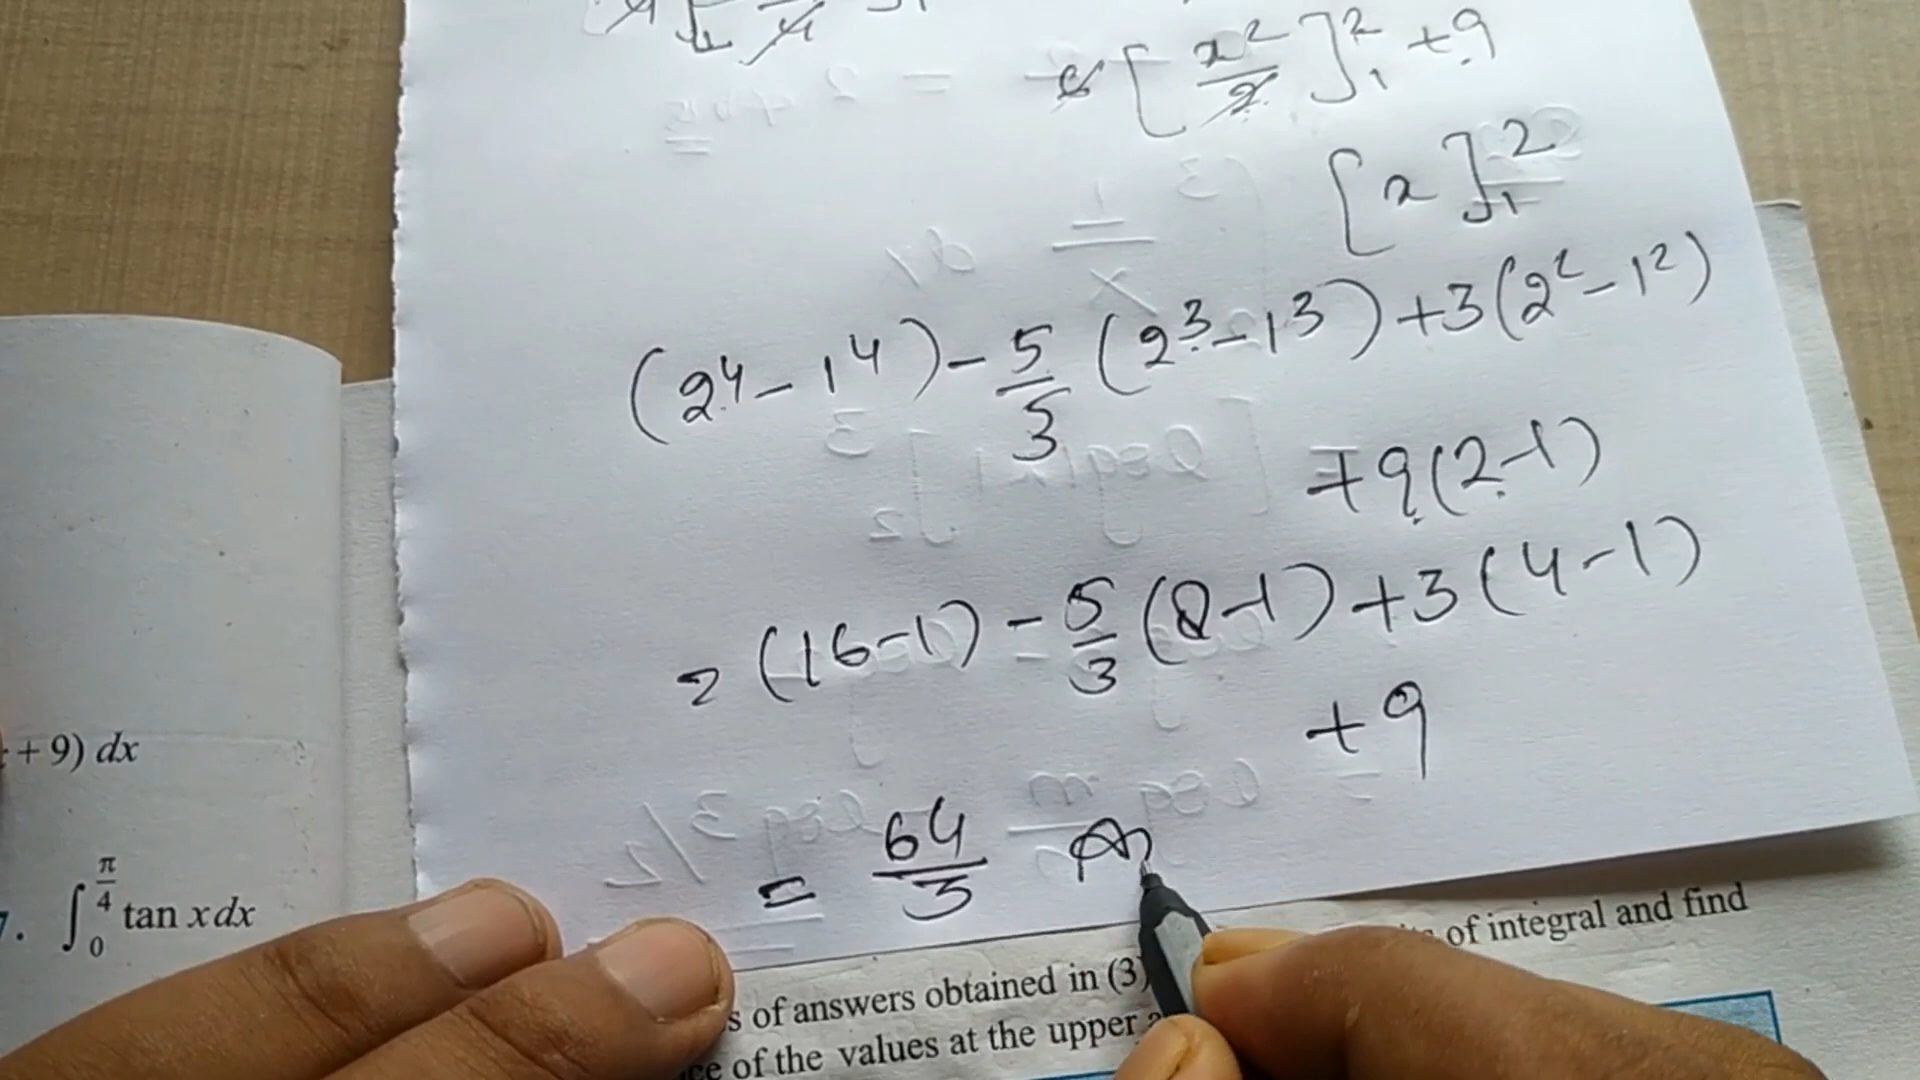 6 [ x² / 2 ]₁² + 9
[ x ]₁²
(2⁴ - 1⁴) - 5/3 (2³ - 1³) + 3(2² - 1²)
+ 9(2-1)
= (16-1) - 5/3 (8-1) + 3(4-1)
+ 9
= 64/3 An
+ 9) dx
∫₀^(π/4) tan x dx
of integral and find
s of answers obtained in (3)
ce of the values at the upper